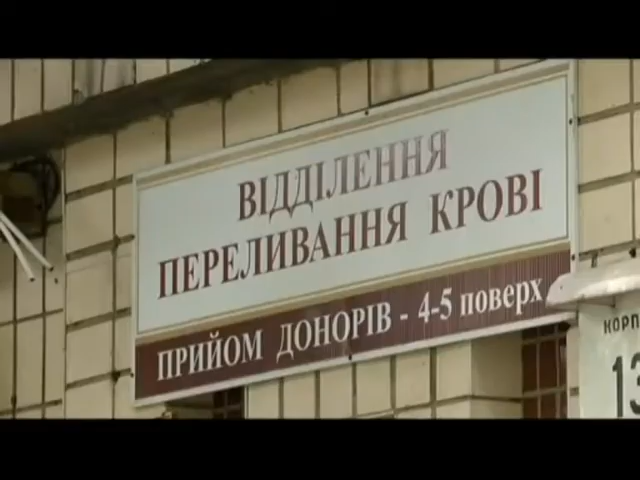 ВІДДІЛЕННЯ
ПЕРЕЛИВАННЯ КРОВІ
ПРИЙОМ ДОНОРІВ - 4-5 поверх